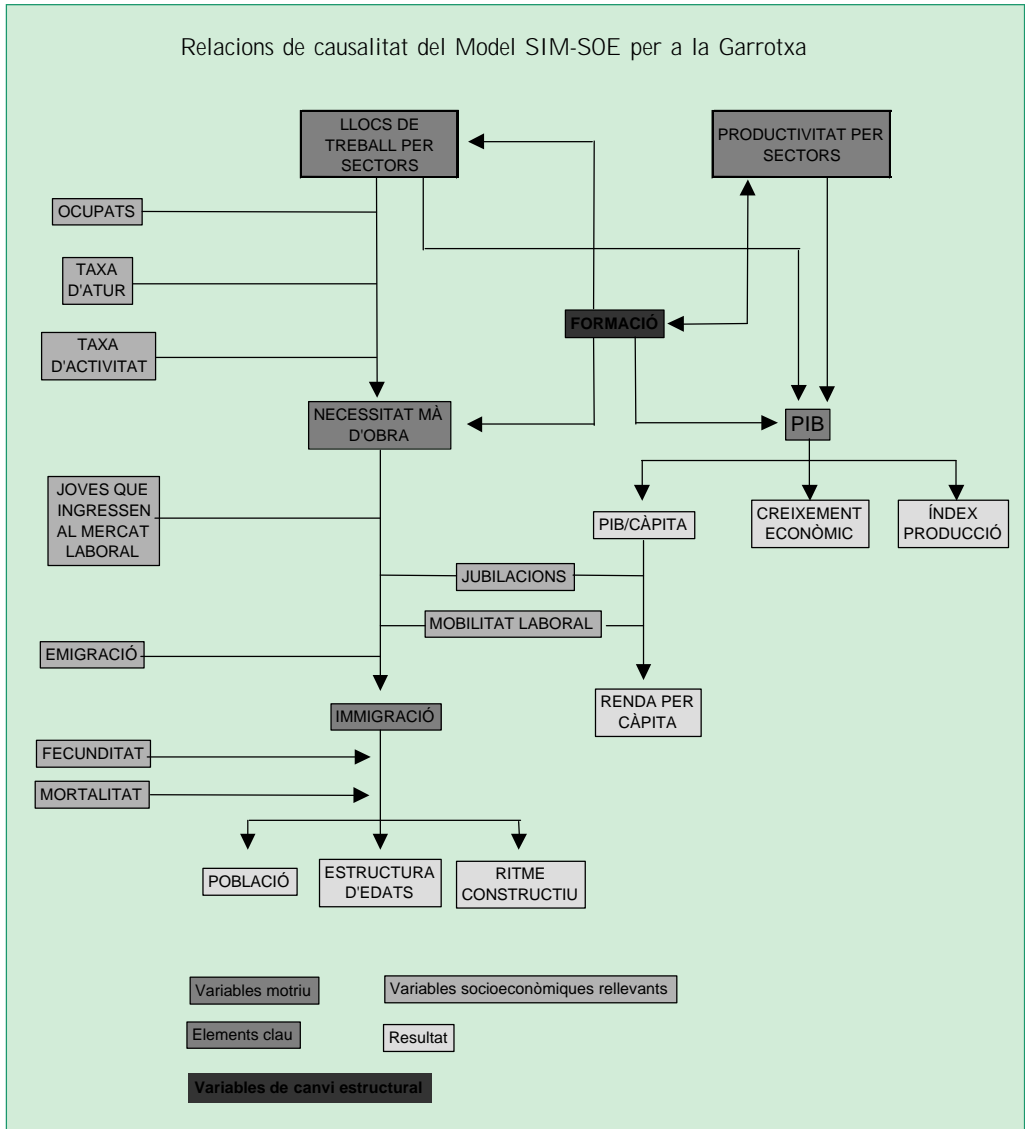 Relacions de causalitat del Model SIM-SOE per a la Garrotxa
LLOCS DE
TREBALL PER
SECTORS
PRODUCTIVITAT PER
SECTORS
OCUPATS
TAXA
D'ATUR
FORMACIÓ
TAXA
D'ACTIVITAT
NECESSITAT MÀ
D'OBRA
PIB
JOVES QUE
INGRESSEN
AL MERCAT
LABORAL
PIB/CÀPITA
CREIXEMENT
ECONÒMIC
ÍNDEX
PRODUCCIÓ
JUBILACIONS
MOBILITAT LABORAL
EMIGRACIÓ
RENDA PER
CÀPITA
IMMIGRACIÓ
FECUNDITAT
MORTALITAT
POBLACIÓ
ESTRUCTURA
D'EDATS
RITME
CONSTRUCTIU
Variables motriu
Variables socioeconòmiques rellevants
Elements clau
Resultat
Variables de canvi estructural